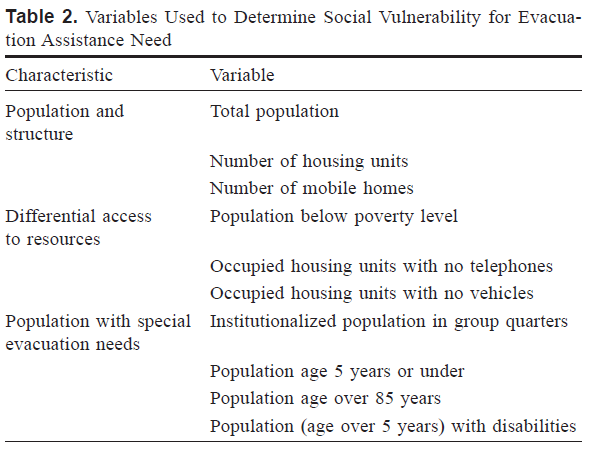 Table 2. Variables Used to Determine Social Vulnerability for Evacua-
tion Assistance Need
Characteristic Variable
Population and Total population
structure
Number of housing units
Number of mobile homes
Differential access Population below poverty level
to resources
Occupied housing units with no telephones
Occupied housing units with no vehicles
Population with special Institutionalized population in group quarters
evacuation needs
Population age 5 years or under
Population age over 85 years
Population (age over 5 years) with disabilities